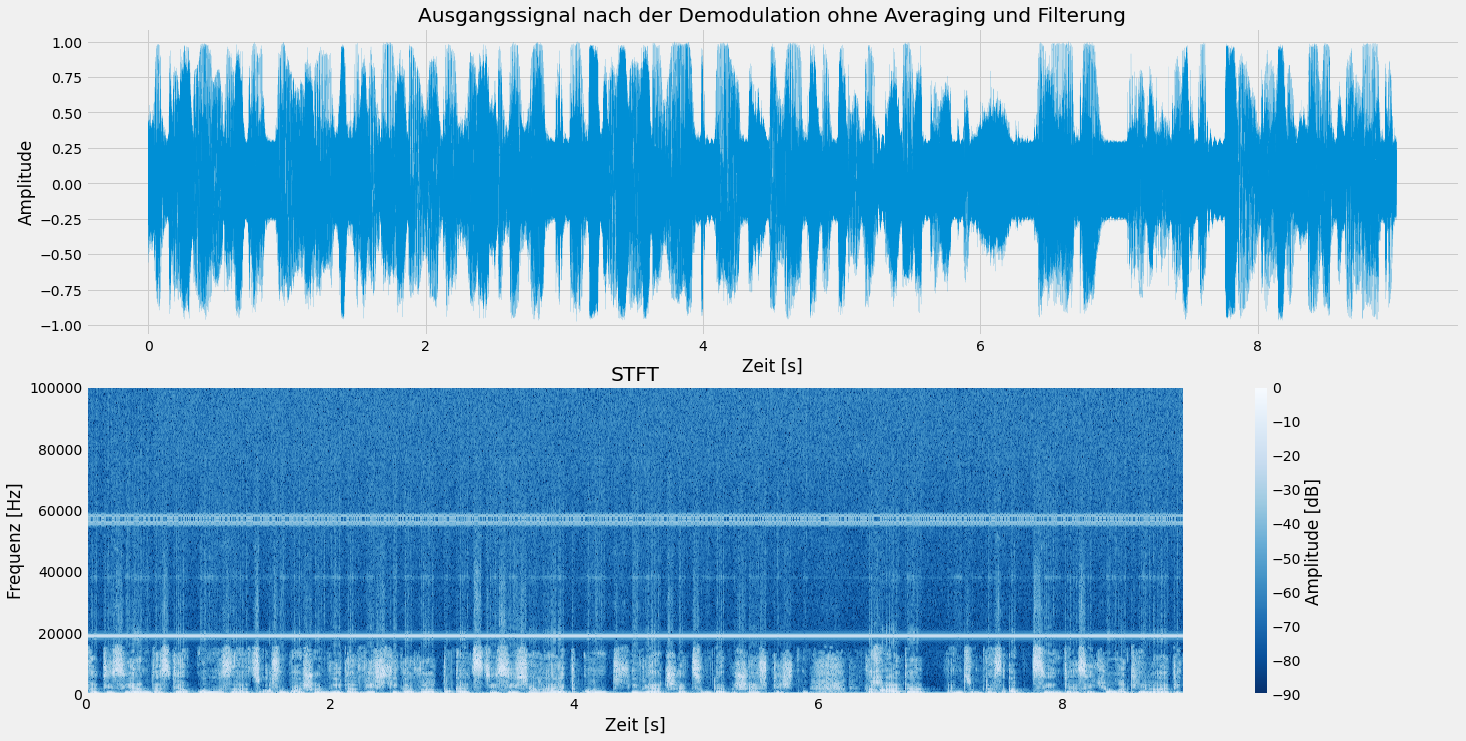 Ausgangssignal nach der Demodulation ohne Averaging und Filterung
1.00
0.75
0.50
0.25
0.00
−0.25
−0.50
−0.75
−1.00
Amplitude
0 2 4 6 8
Zeit [s]
STFT
100000
80000
60000
40000
20000
0
Frequenz [Hz]
0 2 4 6 8
Zeit [s]
0
−10
−20
−30
−40
−50
−60
−70
−80
−90
Amplitude [dB]